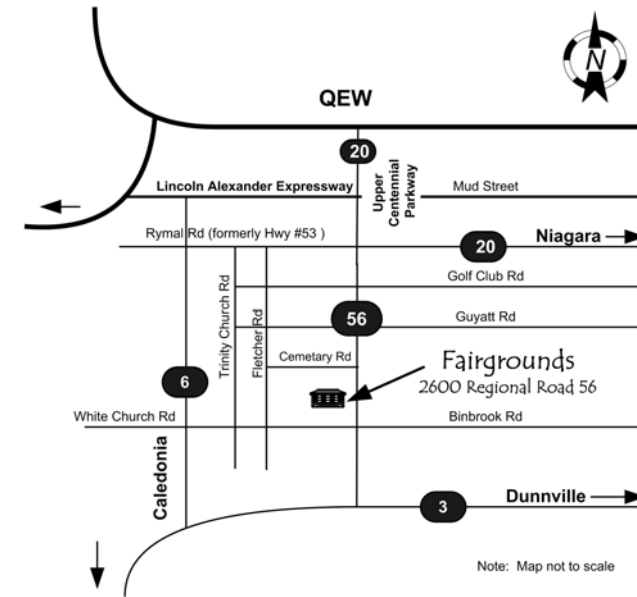 N
QEW
20
Lincoln Alexander Expressway
Upper
Centennial
Parkway
Mud Street
Rymal Rd (formerly Hwy #53 )
20
Niagara
Golf Club Rd
Trinity Church Rd
Fletcher Rd
56
Guyatt Rd
Cemetary Rd
Fairgrounds
2600 Regional Road 56
6
White Church Rd
Binbrook Rd
Caledonia
Dunnville
3
Note: Map not to scale